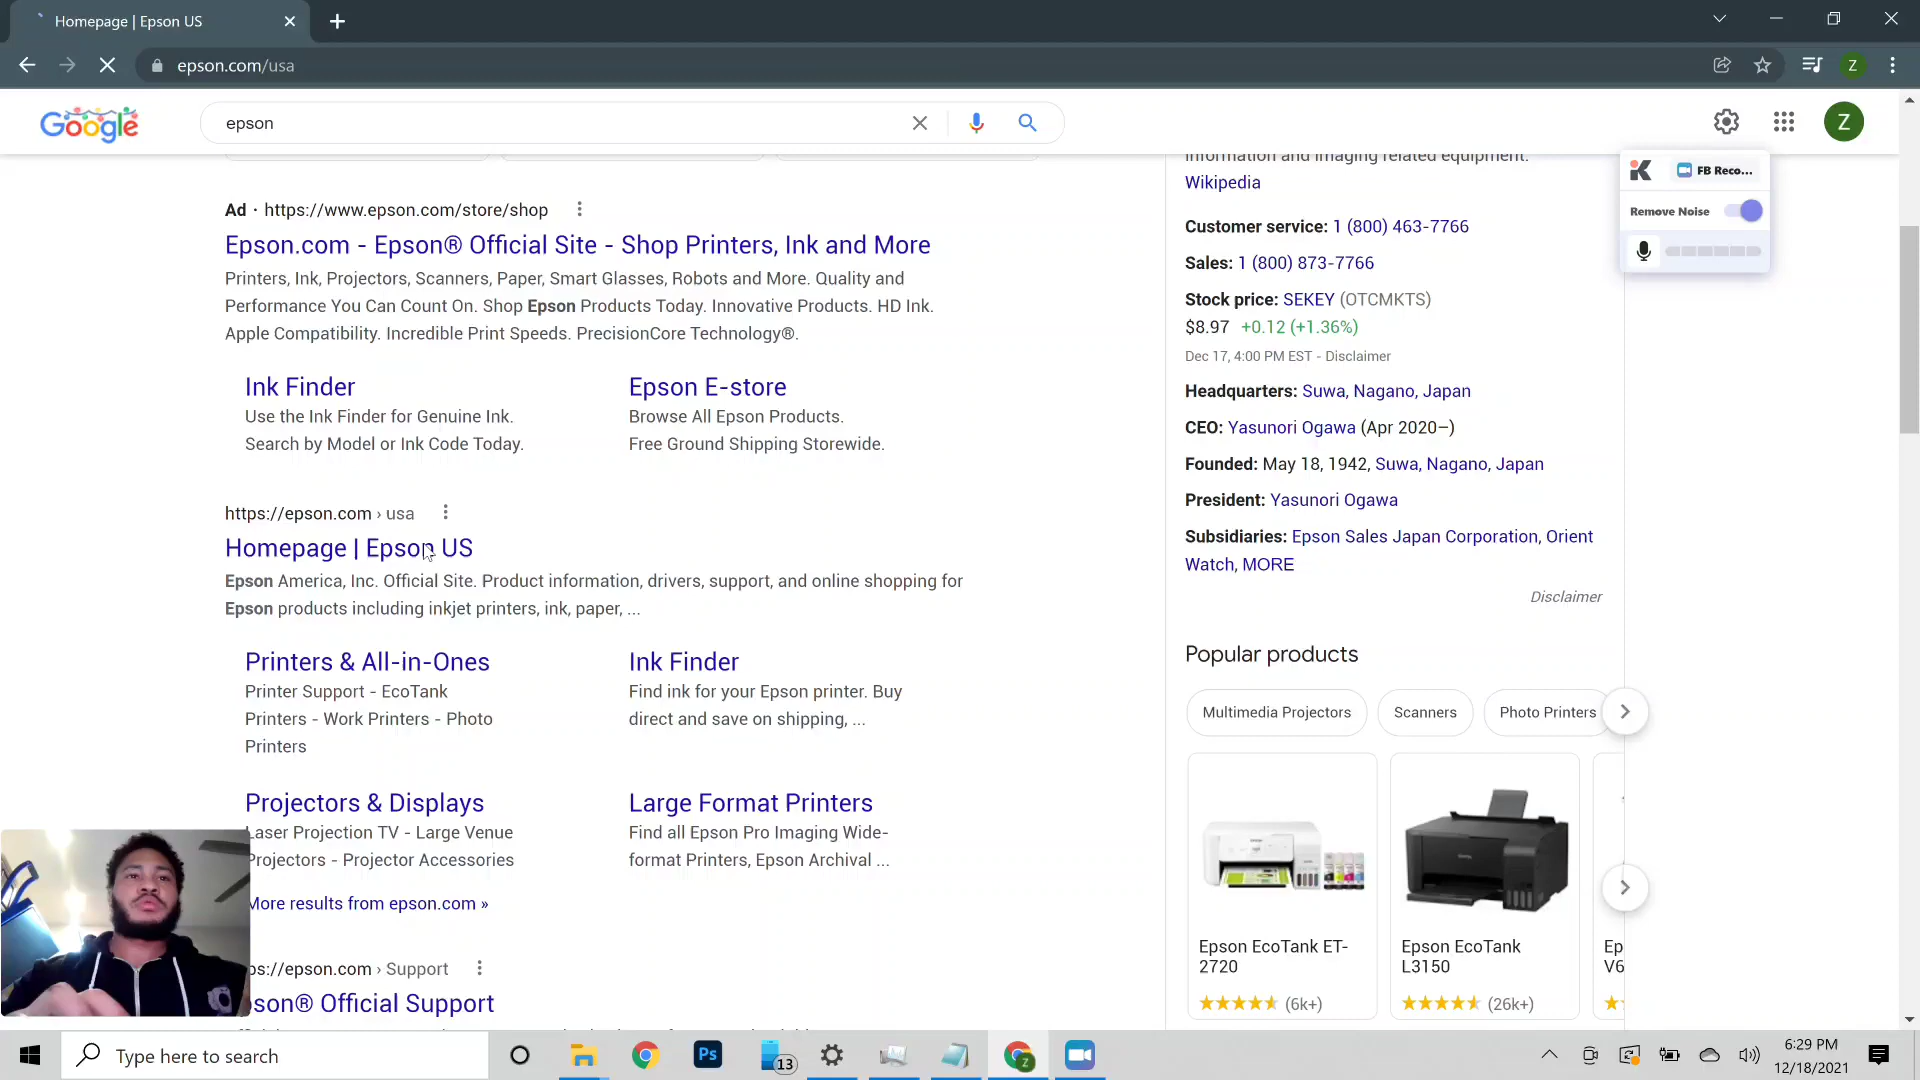 Homepage | Epson US
epson.com/usa
Z
Google
epson
Z
information and imaging related equipment.
Wikipedia
FB Reco...
Remove Noise
Ad · https://www.epson.com/store/shop
Epson.com - Epson® Official Site - Shop Printers, Ink and More
Printers, Ink, Projectors, Scanners, Paper, Smart Glasses, Robots and More. Quality and
Performance You Can Count On. Shop Epson Products Today. Innovative Products. HD Ink.
Apple Compatibility. Incredible Print Speeds. PrecisionCore Technology®.
Ink Finder
Use the Ink Finder for Genuine Ink.
Search by Model or Ink Code Today.
Epson E-store
Browse All Epson Products.
Free Ground Shipping Storewide.
https://epson.com › usa
Homepage | Epson US
Epson America, Inc. Official Site. Product information, drivers, support, and online shopping for
Epson products including inkjet printers, ink, paper, ...
Printers & All-in-Ones
Printer Support - EcoTank
Printers - Work Printers - Photo
Printers
Ink Finder
Find ink for your Epson printer. Buy
direct and save on shipping, ...
Projectors & Displays
Laser Projection TV - Large Venue
Projectors - Projector Accessories
Large Format Printers
Find all Epson Pro Imaging Wide-
format Printers, Epson Archival ...
More results from epson.com »
ps://epson.com › Support
son® Official Support
Customer service: 1 (800) 463-7766
Sales: 1 (800) 873-7766
Stock price: SEKEY (OTCMKTS)
$8.97 +0.12 (+1.36%)
Dec 17, 4:00 PM EST - Disclaimer
Headquarters: Suwa, Nagano, Japan
CEO: Yasunori Ogawa (Apr 2020–)
Founded: May 18, 1942, Suwa, Nagano, Japan
President: Yasunori Ogawa
Subsidiaries: Epson Sales Japan Corporation, Orient
Watch, MORE
Disclaimer
Popular products
Multimedia Projectors
Scanners
Photo Printers
Epson EcoTank ET-
2720
(6k+)
Epson EcoTank
L3150
(26k+)
Ep
V6
Type here to search
Ps
13
Z
6:29 PM
12/18/2021